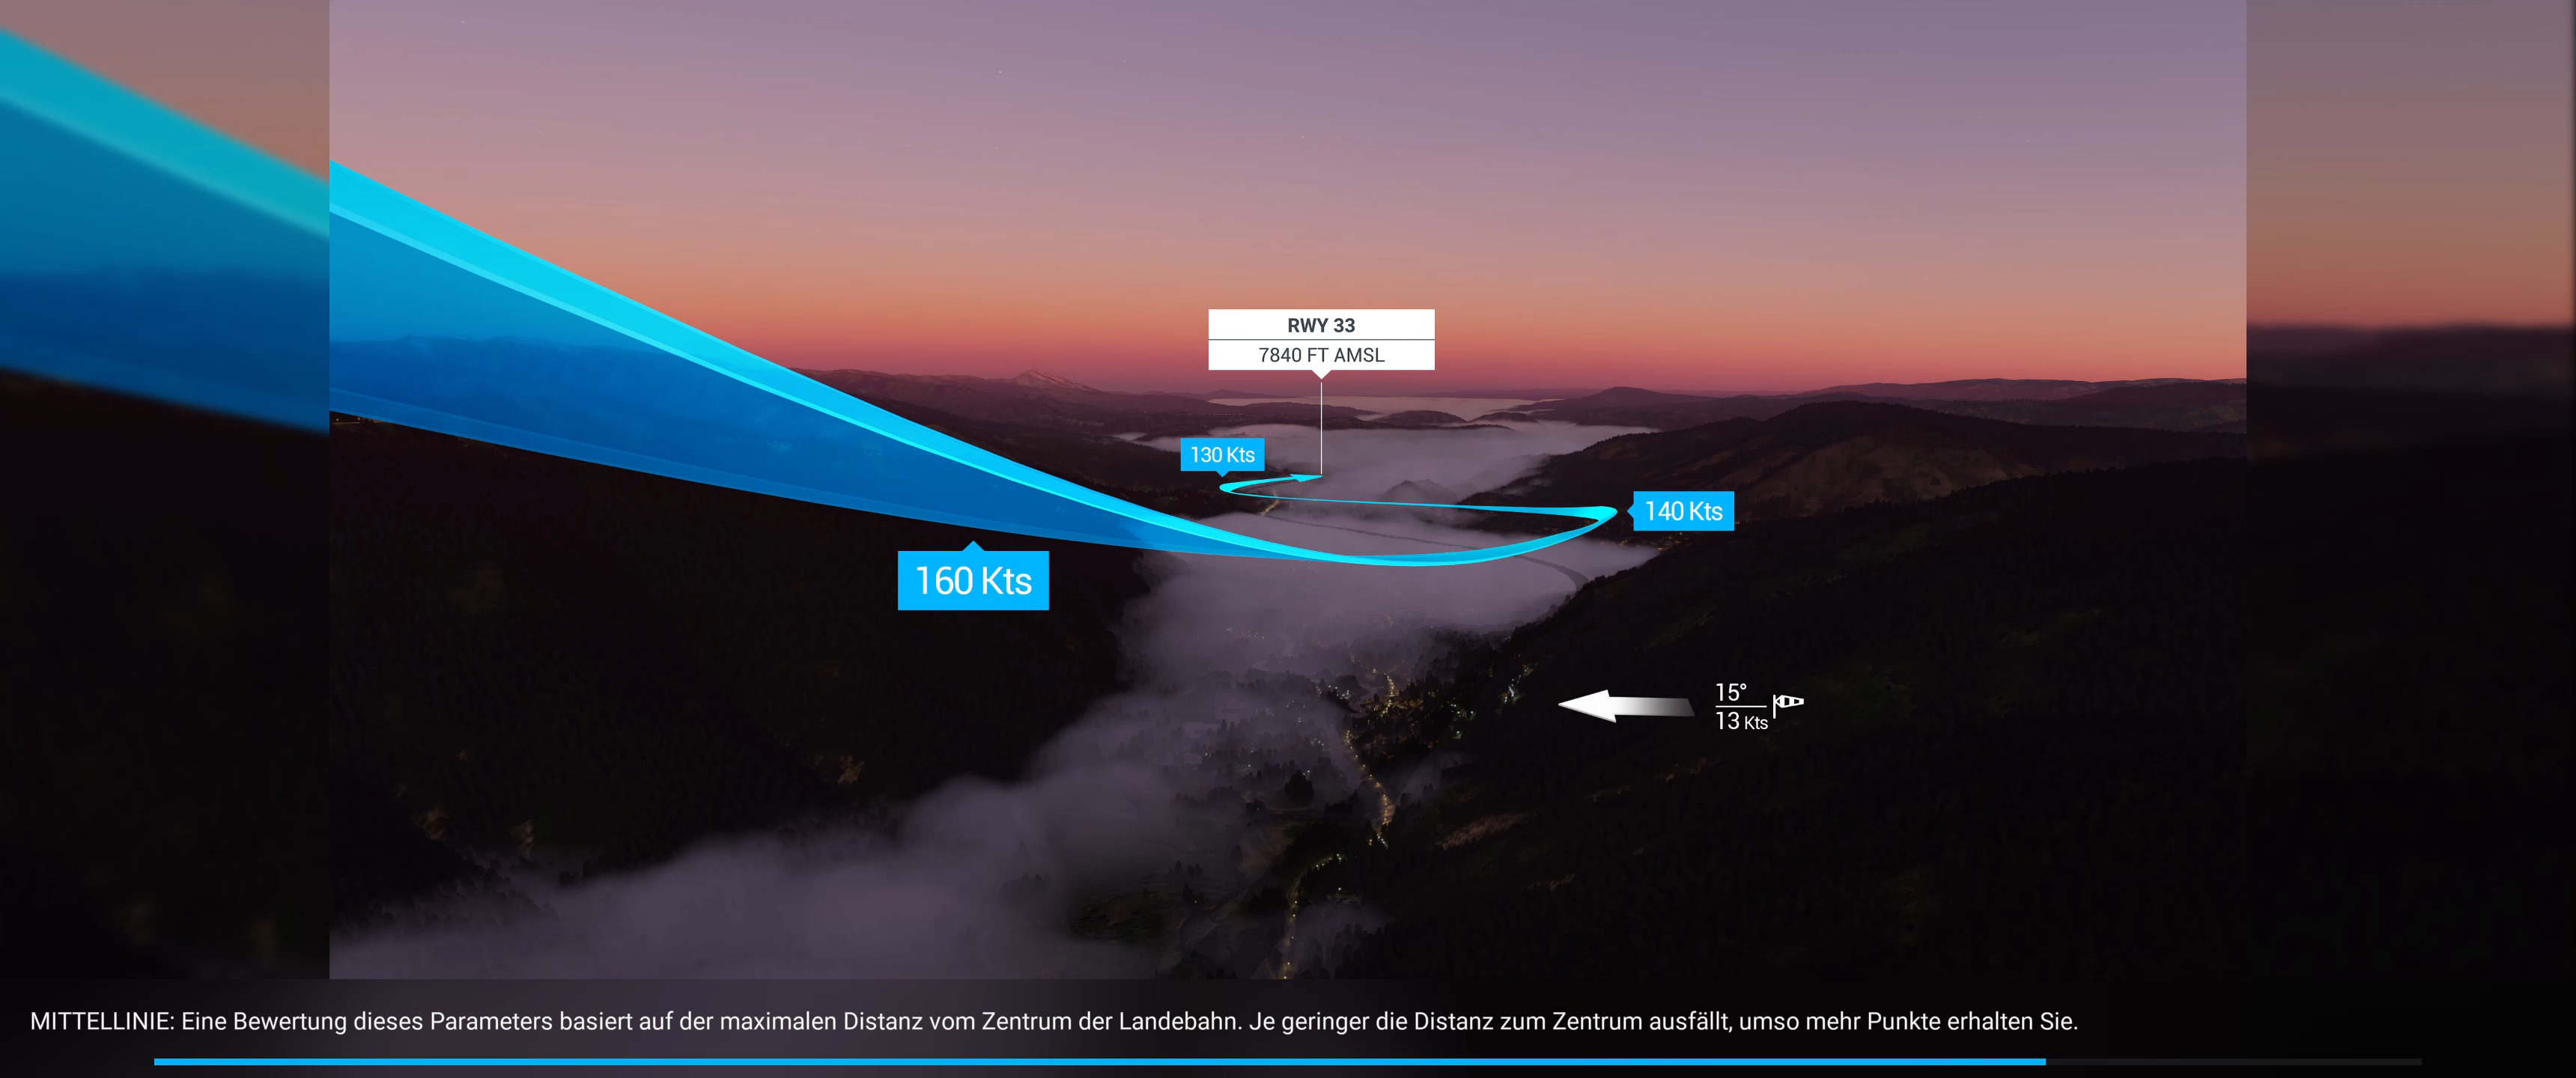 RWY 33
7840 FT AMSL
130 Kts
140 Kts
160 Kts
15°
13 Kts
MITTELLINIE: Eine Bewertung dieses Parameters basiert auf der maximalen Distanz vom Zentrum der Landebahn. Je geringer die Distanz zum Zentrum ausfällt, umso mehr Punkte erhalten Sie.